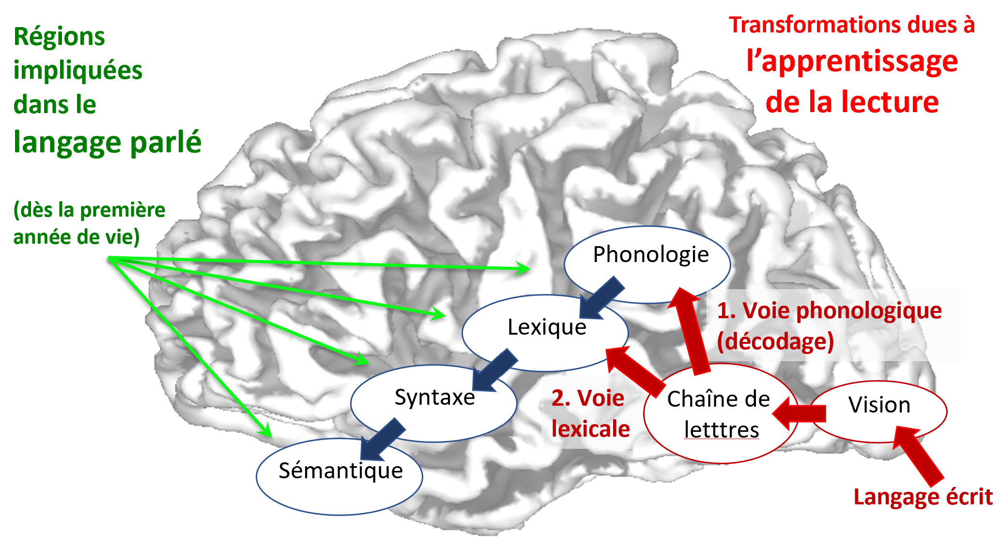 Régions
impliquées
dans le
langage parlé
(dès la première
année de vie)
Transformations dues à
l’apprentissage
de la lecture
Phonologie
Lexique
Syntaxe
Sémantique
1. Voie phonologique
(décodage)
2. Voie
lexicale
Chaîne de
letttres
Vision
Langage écrit